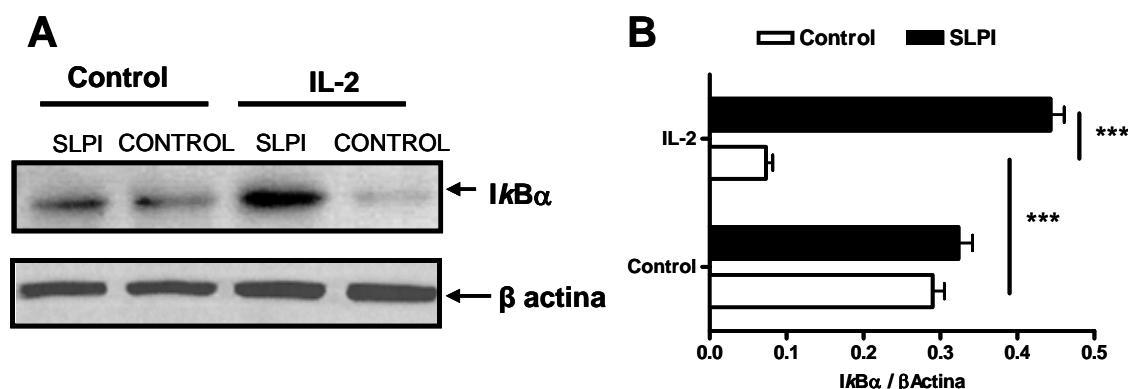 A
Control IL-2
SLPI CONTROL SLPI CONTROL
IkBα
β actina
B
Control SLPI
IL-2
***
***
Control
0.0 0.1 0.2 0.3 0.4 0.5
IkBα / βActina